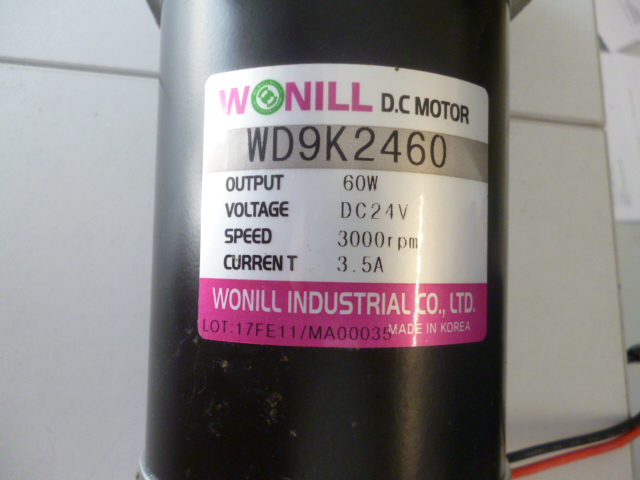 WONILL D.C MOTOR
WD9K2460
OUTPUT 60W
VOLTAGE DC24V
SPEED 3000rpm
CURRENT 3.5A
WONILL INDUSTRIAL CO., LTD.
LOT:17FE11/MA00035 MADE IN KOREA